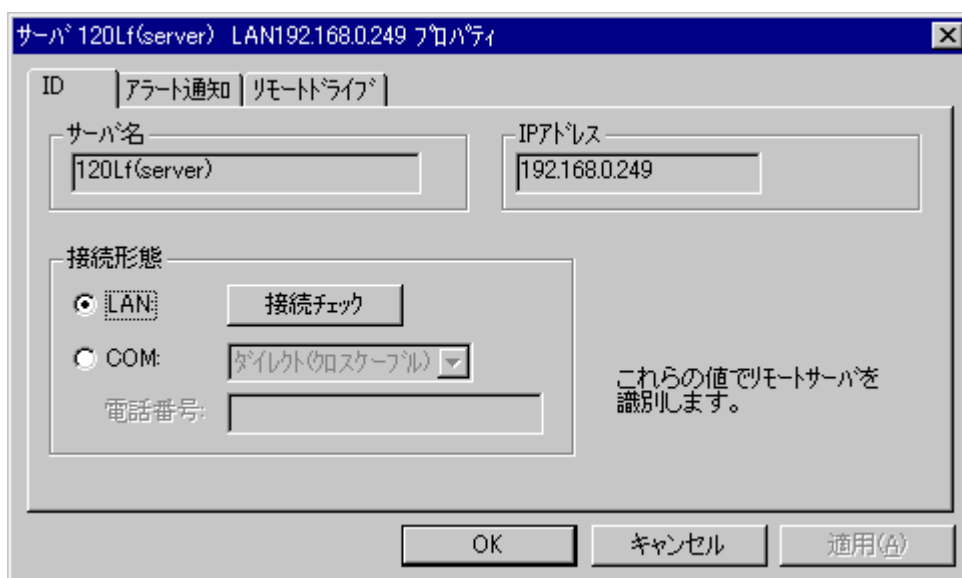 サーバ 120Lf(server) LAN192.168.0.249 プロパティ
ID アラート通知 リモートドライブ
サーバ名 IPアドレス
120Lf(server) 192.168.0.249
接続形態
LAN: 接続チェック
COM: ダイレクト(クロスケーブル)
電話番号:
これらの値でリモートサーバを
識別します。
OK キャンセル 適用(A)